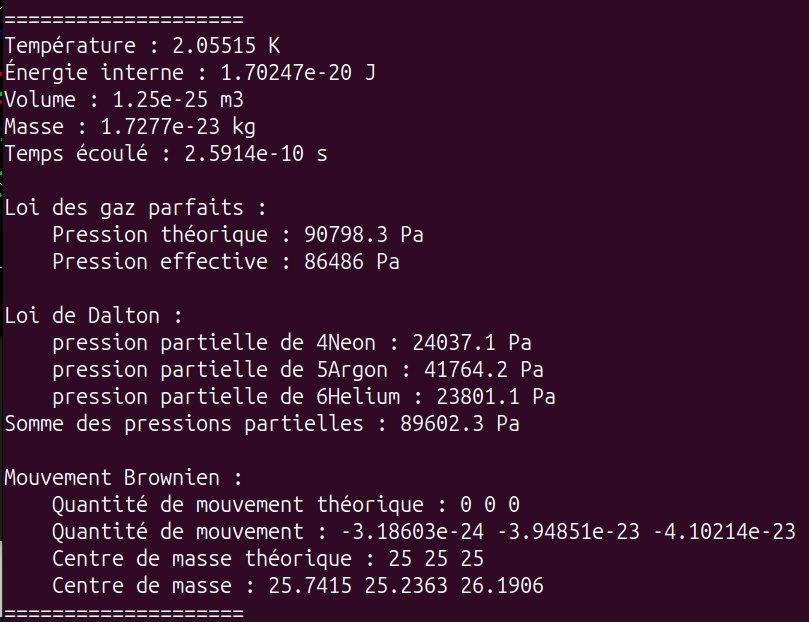 ====================
Température : 2.05515 K
Énergie interne : 1.70247e-20 J
Volume : 1.25e-25 m3
Masse : 1.7277e-23 kg
Temps écoulé : 2.5914e-10 s
Loi des gaz parfaits :
Pression théorique : 90798.3 Pa
Pression effective : 86486 Pa
Loi de Dalton :
pression partielle de 4Neon : 24037.1 Pa
pression partielle de 5Argon : 41764.2 Pa
pression partielle de 6Helium : 23801.1 Pa
Somme des pressions partielles : 89602.3 Pa
Mouvement Brownien :
Quantité de mouvement théorique : 0 0 0
Quantité de mouvement : -3.18603e-24 -3.94851e-23 -4.10214e-23
Centre de masse théorique : 25 25 25
Centre de masse : 25.7415 25.2363 26.1906
====================